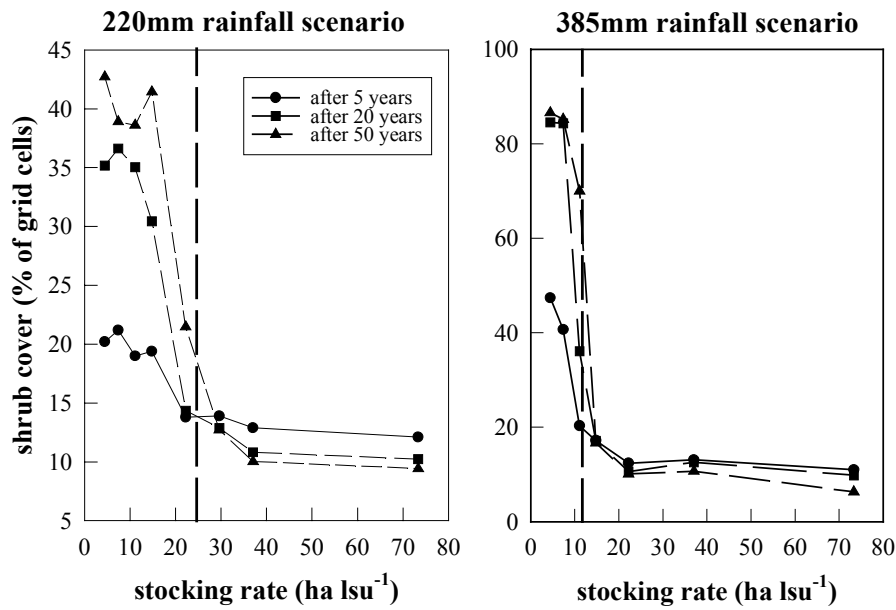 220mm rainfall scenario
385mm rainfall scenario
shrub cover (% of grid cells)
45
40
35
30
25
20
15
10
5
after 5 years
after 20 years
after 50 years
0 10 20 30 40 50 60 70 80
stocking rate (ha lsu⁻¹)
100
80
60
40
20
0
0 10 20 30 40 50 60 70 80
stocking rate (ha lsu⁻¹)